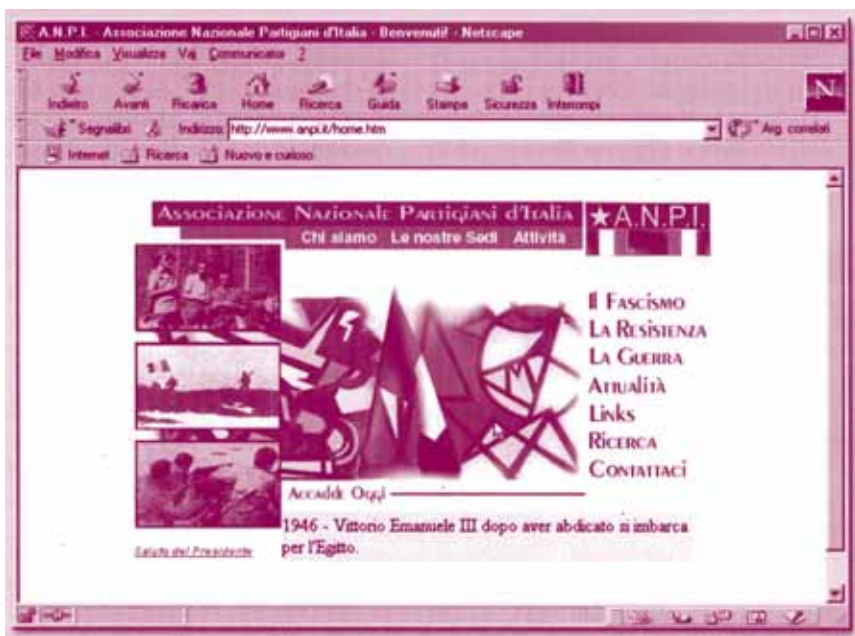 A.N.P.I. - Associazione Nazionale Partigiani d'Italia - Benvenuti! - Netscape
File Modifica Visualizza Vai Communicator ?
Indietro Avanti Ricarica Home Ricerca Guida Stampa Sicurezza Interrompi
N
Segnalibri Indirizzo http://www.anpi.it/home.htm Arg. correlati
Internet Ricerca Nuovo e curioso
Associazione Nazionale Partigiani d'Italia
★A.N.P.I.
Chi siamo Le nostre Sedi Attività
Il Fascismo
La Resistenza
La Guerra
Attualità
Links
Ricerca
Contattaci
Accadde Oggi
1946 - Vittorio Emanuele III dopo aver abdicato si imbarca
per l'Egitto.
Saluto del Presidente